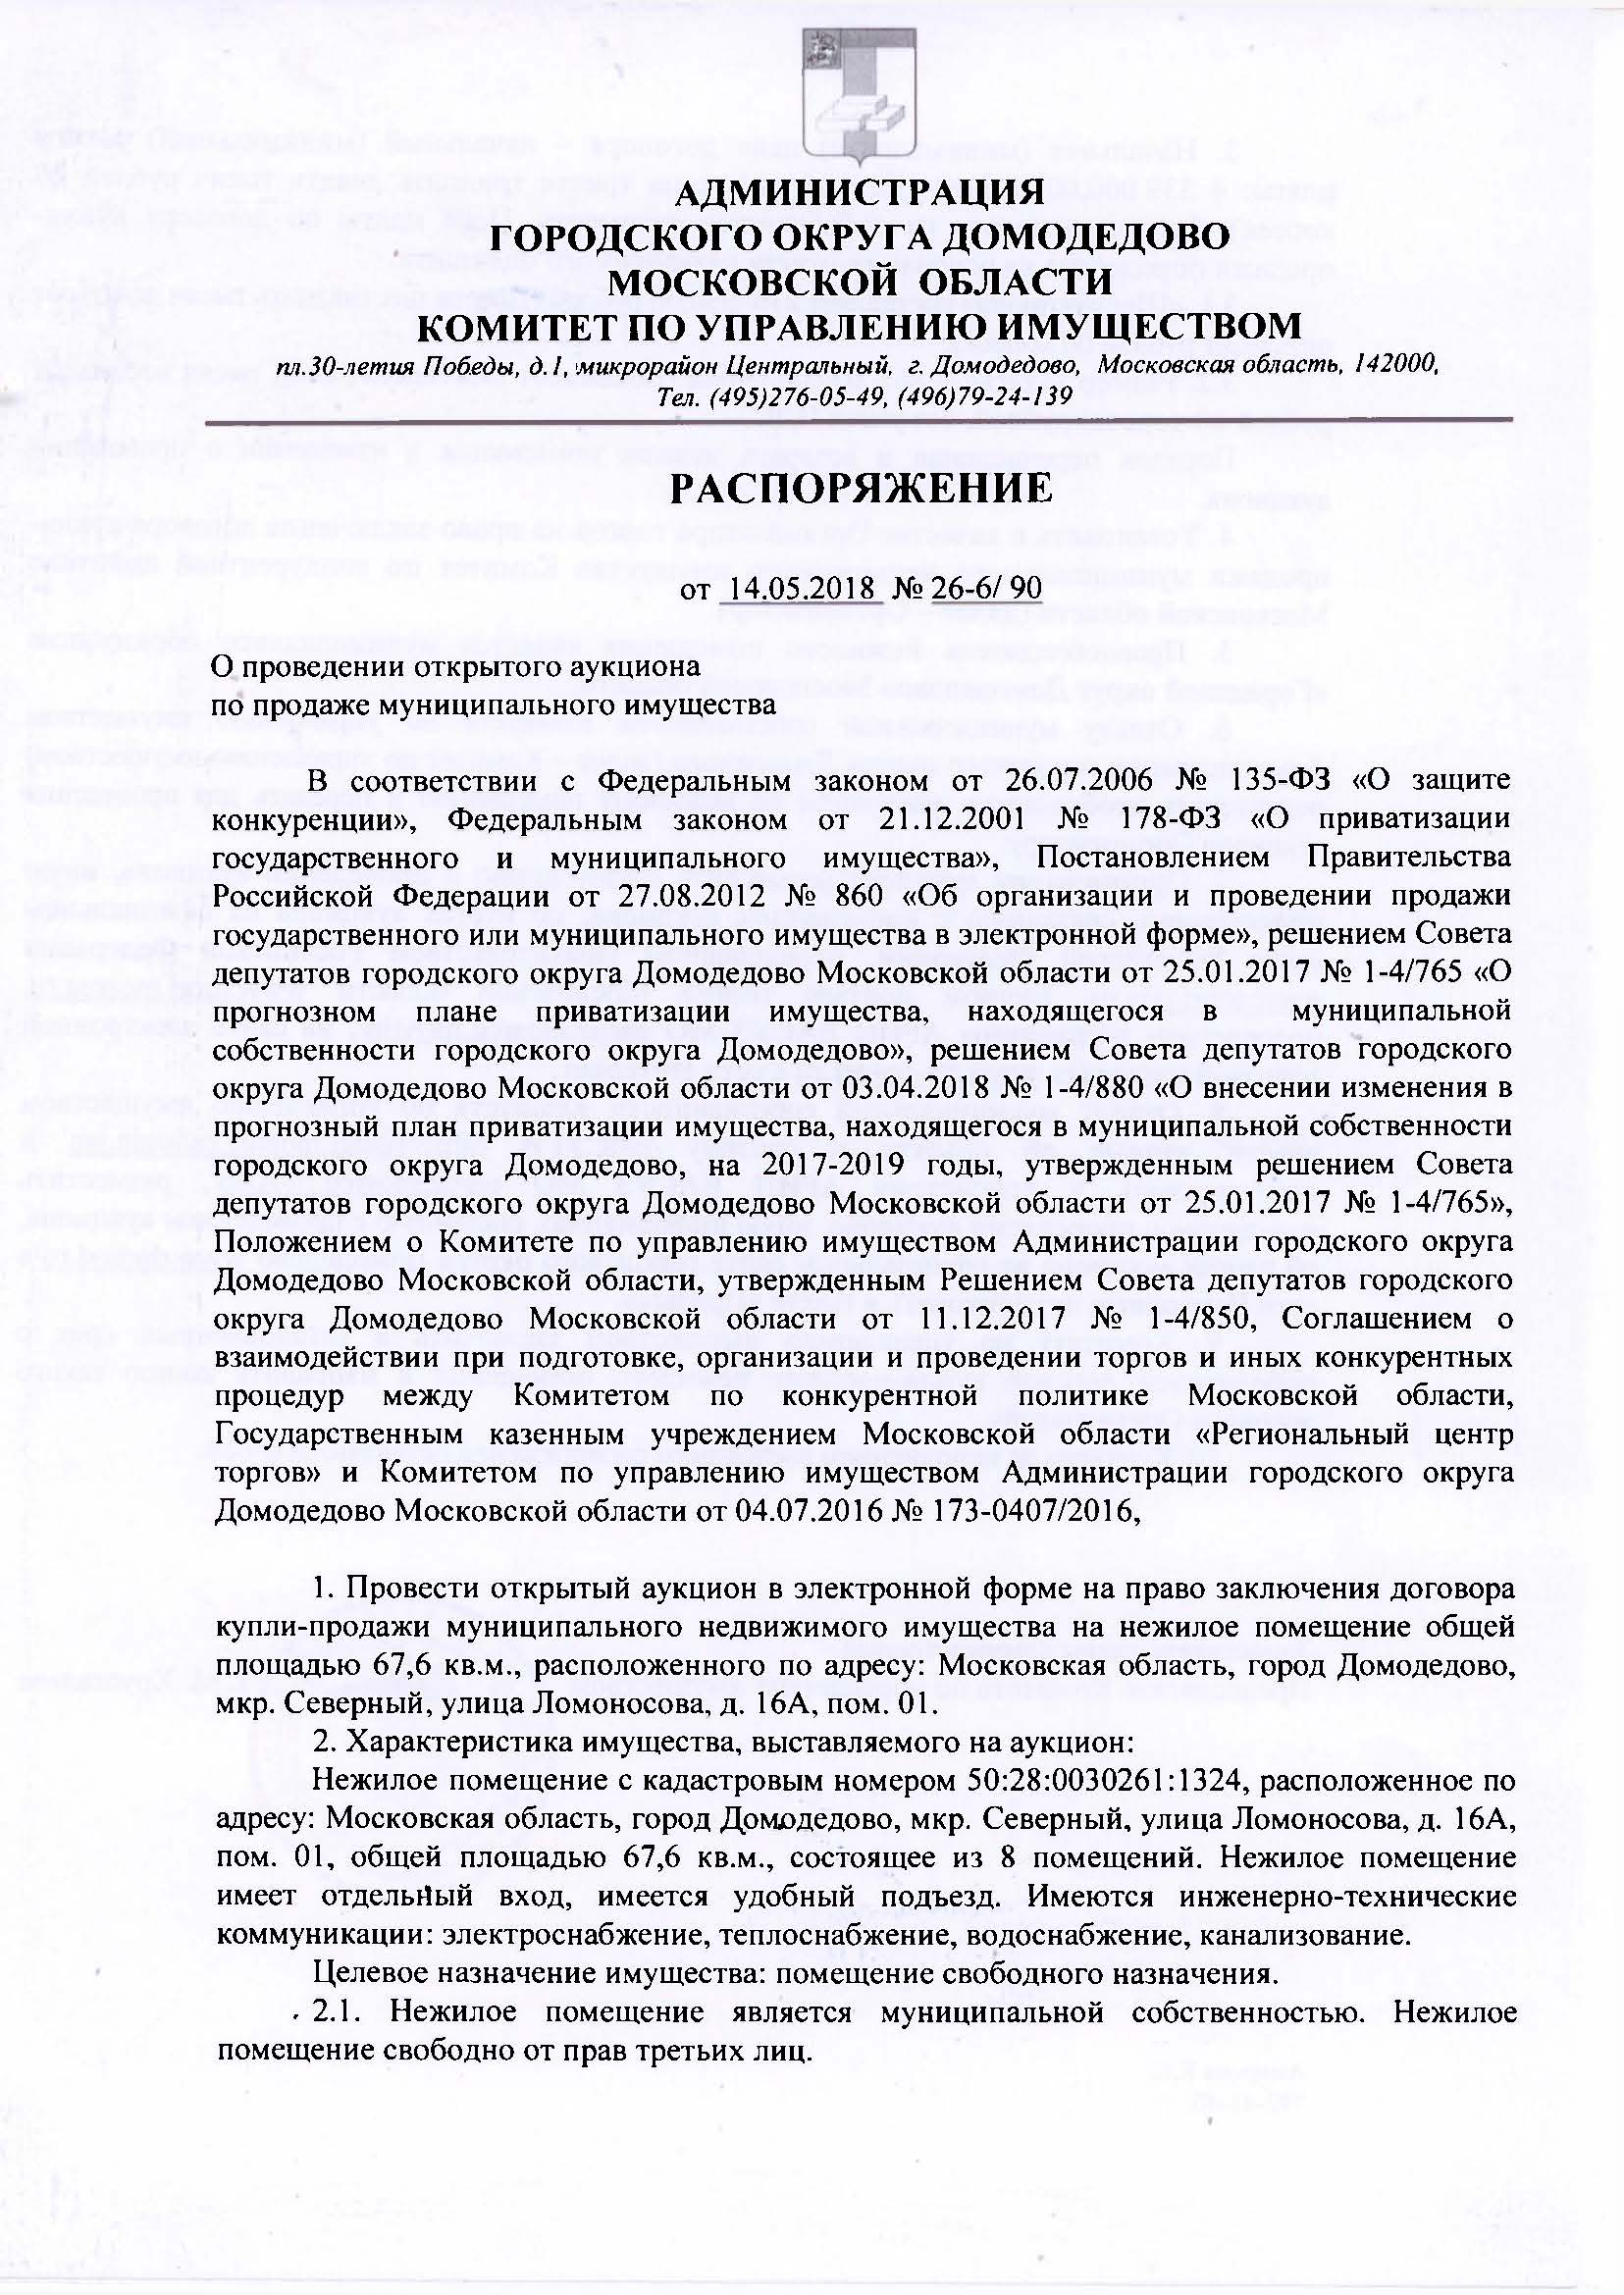 АДМИНИСТРАЦИЯ
ГОРОДСКОГО ОКРУГА ДОМОДЕДОВО
МОСКОВСКОЙ ОБЛАСТИ
КОМИТЕТ ПО УПРАВЛЕНИЮ ИМУЩЕСТВОМ
пл.30-летия Победы, д.1, микрорайон Центральный, г. Домодедово, Московская область, 142000,
Тел. (495)276-05-49, (496)79-24-139
РАСПОРЯЖЕНИЕ
от 14.05.2018 № 26-6/ 90
О проведении открытого аукциона
по продаже муниципального имущества
В соответствии с Федеральным законом от 26.07.2006 № 135-ФЗ «О защите
конкуренции», Федеральным законом от 21.12.2001 № 178-ФЗ «О приватизации
государственного и муниципального имущества», Постановлением Правительства
Российской Федерации от 27.08.2012 № 860 «Об организации и проведении продажи
государственного или муниципального имущества в электронной форме», решением Совета
депутатов городского округа Домодедово Московской области от 25.01.2017 № 1-4/765 «О
прогнозном плане приватизации имущества, находящегося в муниципальной
собственности городского округа Домодедово», решением Совета депутатов городского
округа Домодедово Московской области от 03.04.2018 № 1-4/880 «О внесении изменения в
прогнозный план приватизации имущества, находящегося в муниципальной собственности
городского округа Домодедово, на 2017-2019 годы, утвержденным решением Совета
депутатов городского округа Домодедово Московской области от 25.01.2017 № 1-4/765»,
Положением о Комитете по управлению имуществом Администрации городского округа
Домодедово Московской области, утвержденным Решением Совета депутатов городского
округа Домодедово Московской области от 11.12.2017 № 1-4/850, Соглашением о
взаимодействии при подготовке, организации и проведении торгов и иных конкурентных
процедур между Комитетом по конкурентной политике Московской области,
Государственным казенным учреждением Московской области «Региональный центр
торгов» и Комитетом по управлению имуществом Администрации городского округа
Домодедово Московской области от 04.07.2016 № 173-0407/2016,
1. Провести открытый аукцион в электронной форме на право заключения договора
купли-продажи муниципального недвижимого имущества на нежилое помещение общей
площадью 67,6 кв.м., расположенного по адресу: Московская область, город Домодедово,
мкр. Северный, улица Ломоносова, д. 16А, пом. 01.
2. Характеристика имущества, выставляемого на аукцион:
Нежилое помещение с кадастровым номером 50:28:0030261:1324, расположенное по
адресу: Московская область, город Домодедово, мкр. Северный, улица Ломоносова, д. 16А,
пом. 01, общей площадью 67,6 кв.м., состоящее из 8 помещений. Нежилое помещение
имеет отдельный вход, имеется удобный подъезд. Имеются инженерно-технические
коммуникации: электроснабжение, теплоснабжение, водоснабжение, канализование.
Целевое назначение имущества: помещение свободного назначения.
2.1. Нежилое помещение является муниципальной собственностью. Нежилое
помещение свободно от прав третьих лиц.